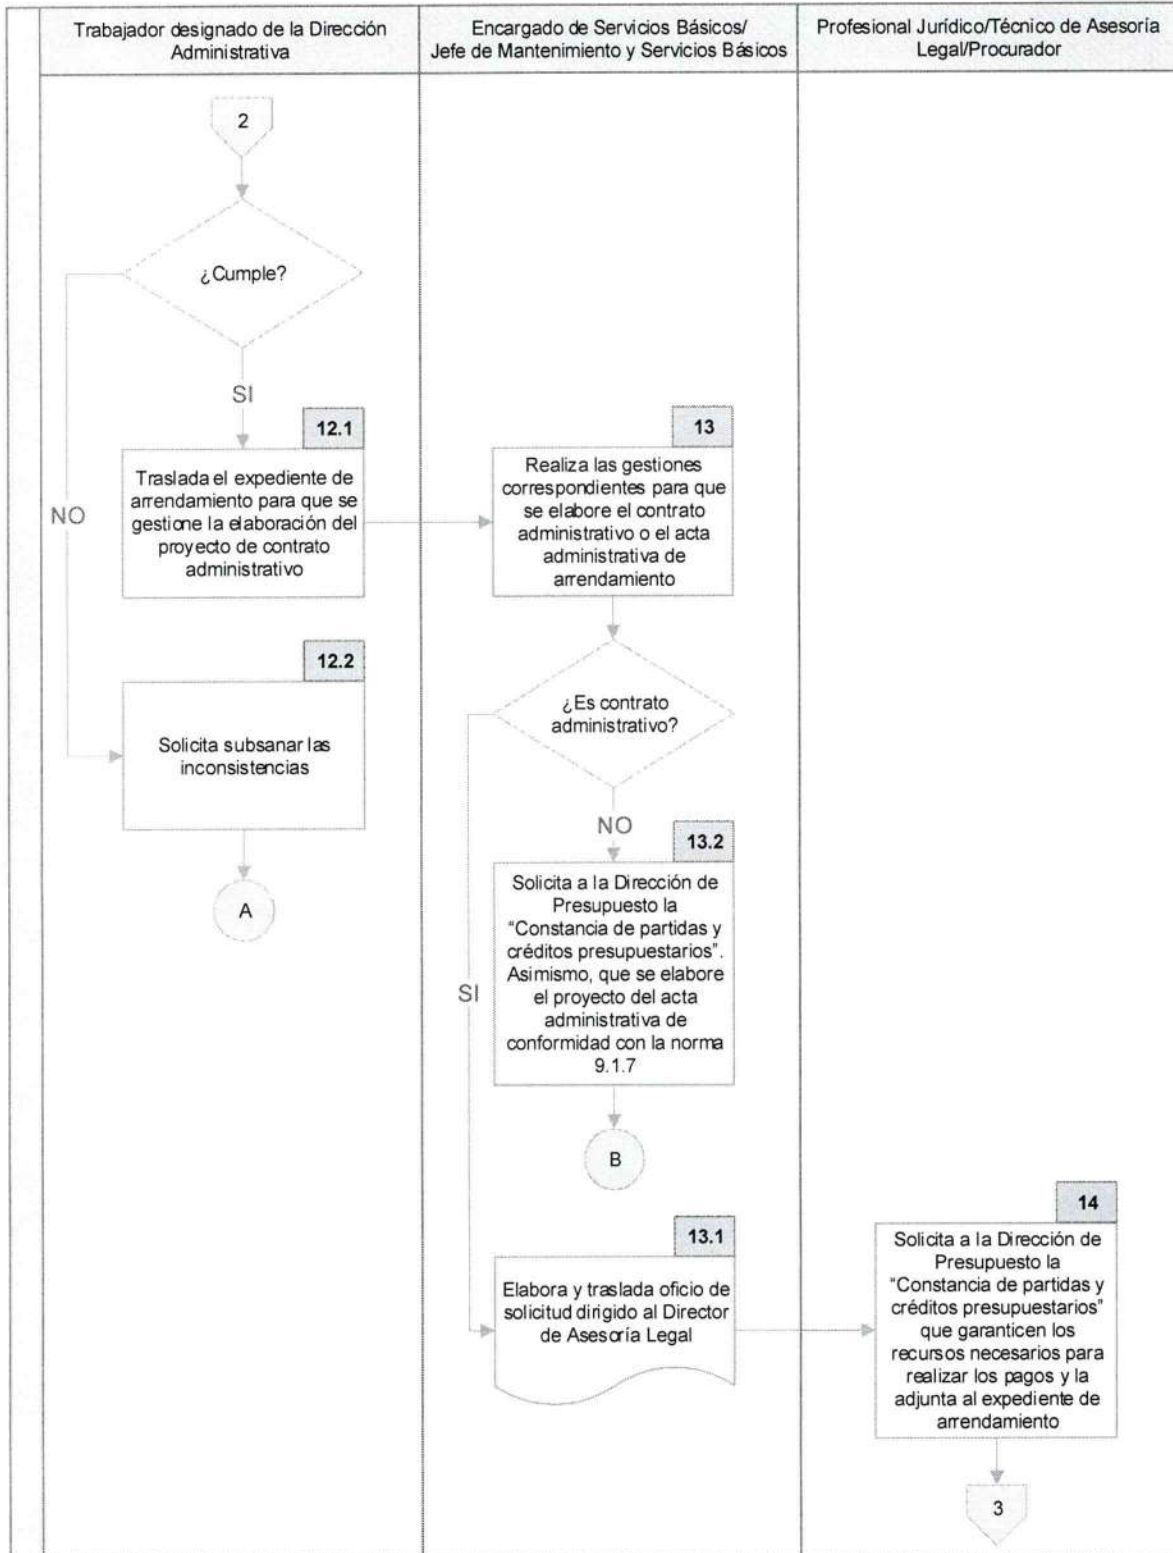 Trabajador designado de la Dirección
Administrativa
Encargado de Servicios Básicos/
Jefe de Mantenimiento y Servicios Básicos
Profesional Jurídico/Técnico de Asesoría
Legal/Procurador
2
¿Cumple?
SI
NO
12.1
Traslada el expediente de
arrendamiento para que se
gestione la elaboración del
proyecto de contrato
administrativo
13
Realiza las gestiones
correspondientes para que
se elabore el contrato
administrativo o el acta
administrativa de
arrendamiento
12.2
Solicita subsanar las
inconsistencias
A
¿Es contrato
administrativo?
NO
SI
13.2
Solicita a la Dirección de
Presupuesto la
“Constancia de partidas y
créditos presupuestarios”.
Asimismo, que se elabore
el proyecto del acta
administrativa de
conformidad con la norma
9.1.7
B
13.1
Elabora y traslada oficio de
solicitud dirigido al Director
de Asesoría Legal
14
Solicita a la Dirección de
Presupuesto la
“Constancia de partidas y
créditos presupuestarios”
que garanticen los
recursos necesarios para
realizar los pagos y la
adjunta al expediente de
arrendamiento
3